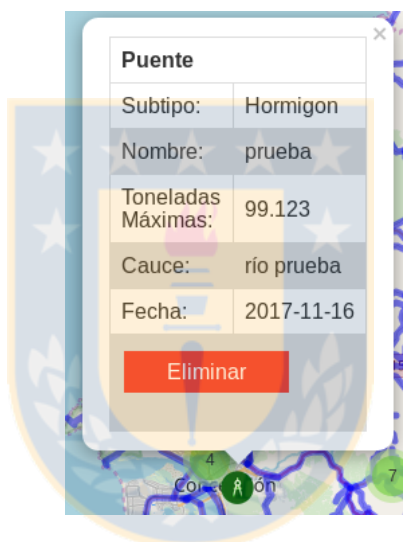 ×
Puente
Subtipo: Hormigon
Nombre: prueba
Toneladas
Máximas: 99.123
Cauce: río prueba
Fecha: 2017-11-16
Eliminar
4
7